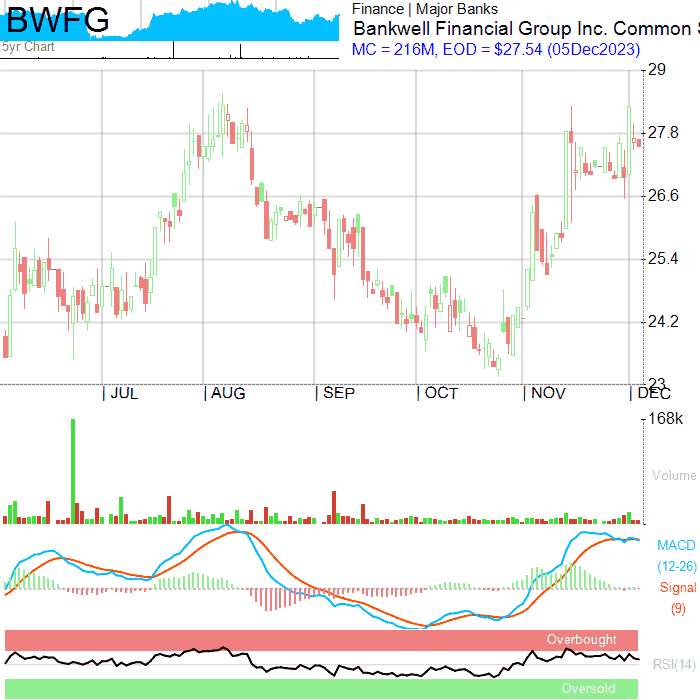 BWFG
5yr Chart
Finance | Major Banks
Bankwell Financial Group Inc. Common
MC = 216M, EOD = $27.54 (05Dec2023)
29
27.8
26.6
25.4
24.2
23
JUL AUG SEP OCT NOV DEC
168k
Volume
MACD
(12-26)
Signal
(9)
Overbought
RSI(14)
Oversold